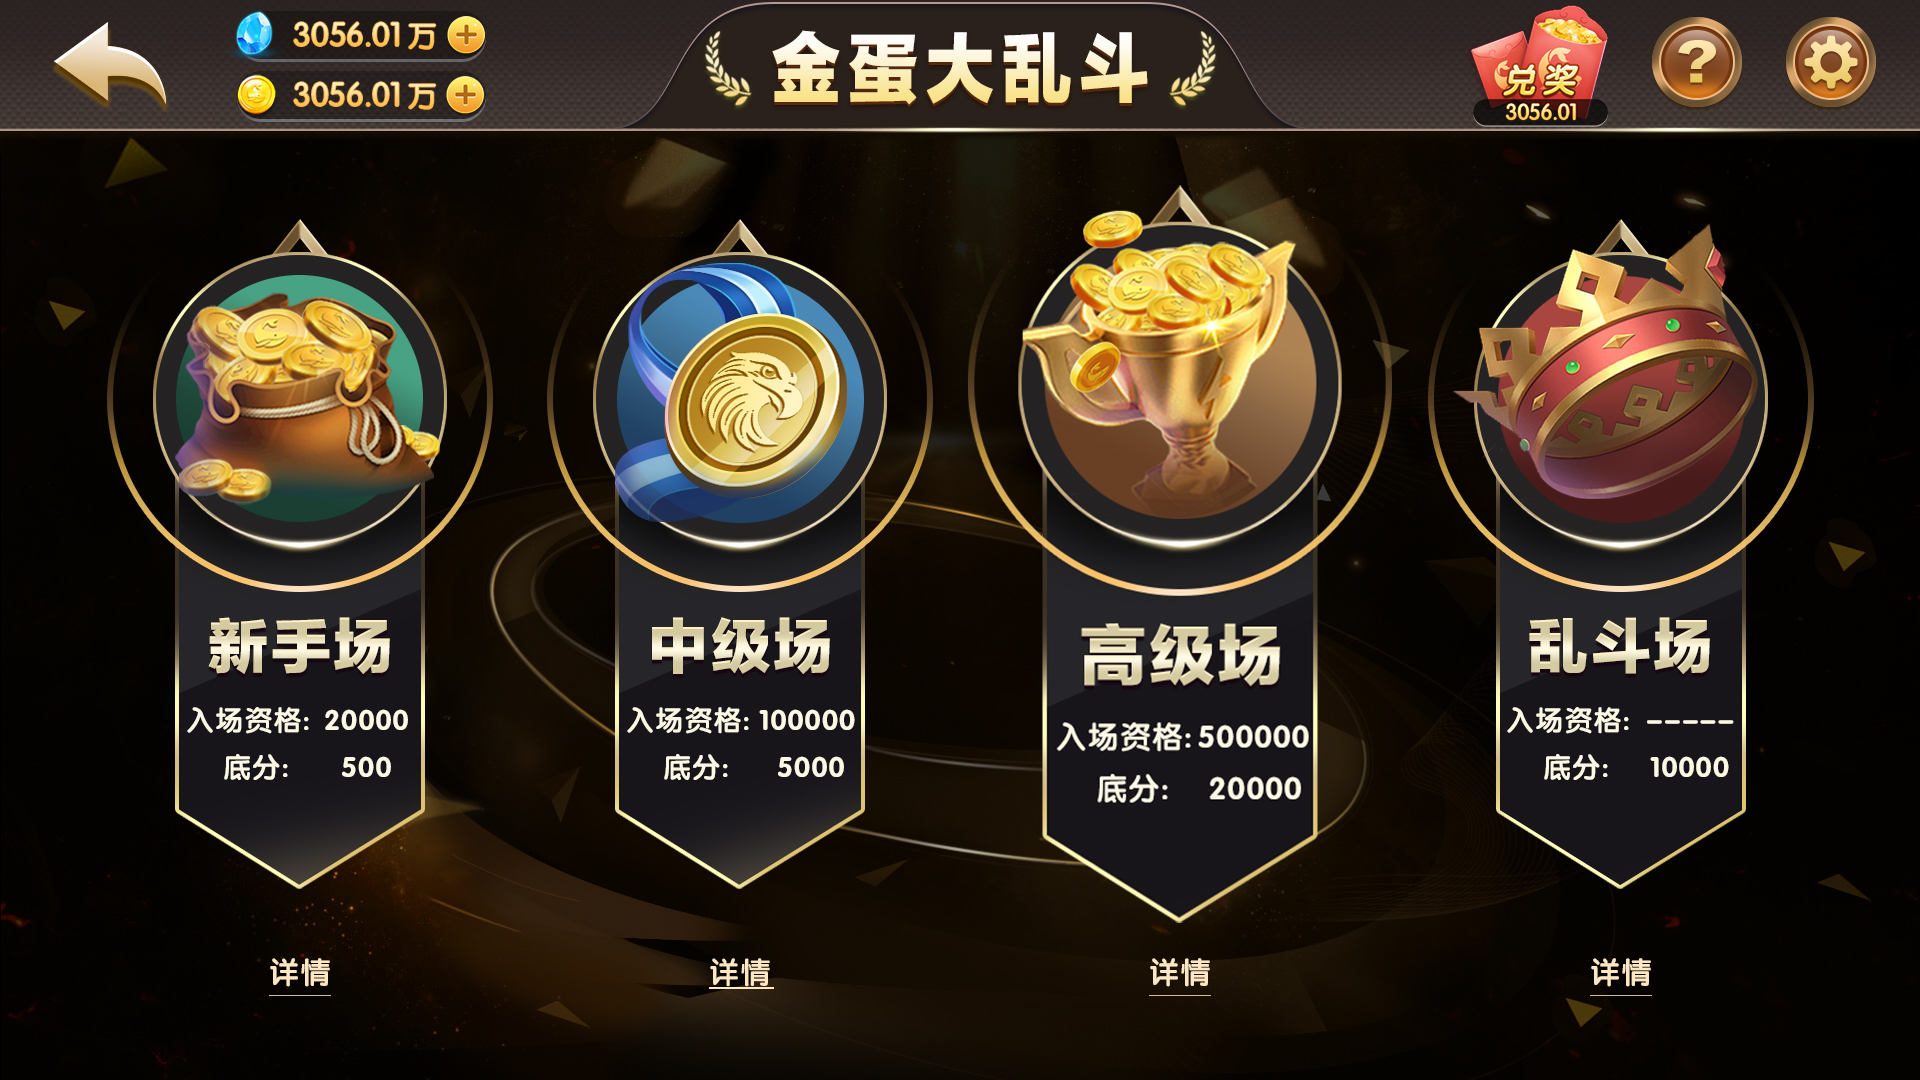 3056.01万
3056.01万
金蛋大乱斗
兑奖
3056.01
?
新手场
入场资格: 20000
底分: 500
详情
中级场
入场资格: 100000
底分: 5000
详情
高级场
入场资格: 500000
底分: 20000
详情
乱斗场
入场资格: -----
底分: 10000
详情